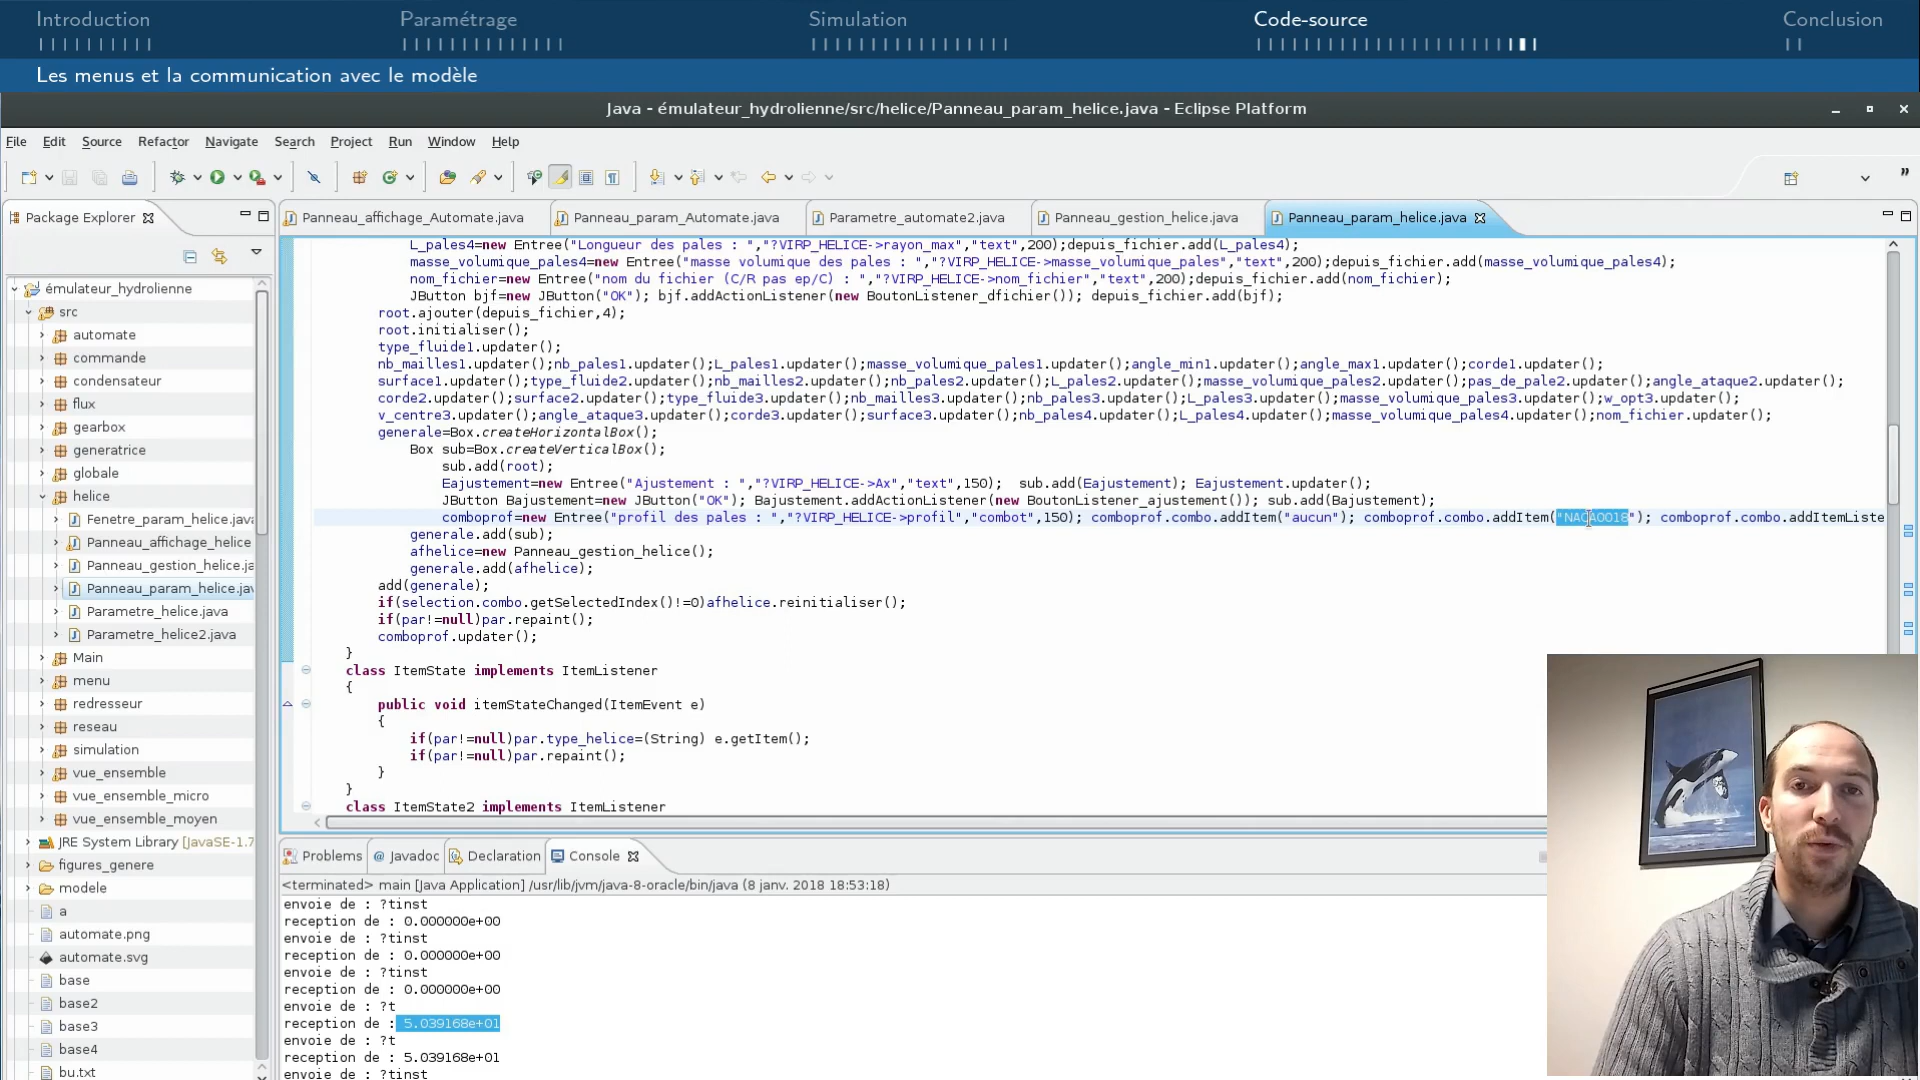 Introduction
Paramétrage
Simulation
Code-source
Conclusion
Les menus et la communication avec le modèle
Java - émulateur_hydrolienne/src/helice/Panneau_param_helice.java - Eclipse Platform
File Edit Source Refactor Navigate Search Project Run Window Help
Package Explorer
Panneau_affichage_Automate.java
Panneau_param_Automate.java
Parametre_automate2.java
Panneau_gestion_helice.java
Panneau_param_helice.java
émulateur_hydrolienne
src
automate
commande
condensateur
flux
gearbox
generatrice
globale
helice
Fenetre_param_helice.java
Panneau_affichage_helice
Panneau_gestion_helice.ja
Panneau_param_helice.jav
Parametre_helice.java
Parametre_helice2.java
Main
menu
redresseur
reseau
simulation
vue_ensemble
vue_ensemble_micro
vue_ensemble_moyen
JRE System Library [JavaSE-1.7
figures_genere
modele
a
automate.png
automate.svg
base
base2
base3
base4
bu.txt
L_pales4=new Entree("Longueur des pales : ","?VIRP_HELICE->rayon_max","text",200);depuis_fichier.add(L_pales4);
masse_volumique_pales4=new Entree("masse volumique des pales : ","?VIRP_HELICE->masse_volumique_pales","text",200);depuis_fichier.add(masse_volumique_pales4);
nom_fichier=new Entree("nom du fichier (C/R pas ep/C) : ","?VIRP_HELICE->nom_fichier","text",200);depuis_fichier.add(nom_fichier);
JButton bjf=new JButton("OK"); bjf.addActionListener(new BoutonListener_dfichier()); depuis_fichier.add(bjf);
root.ajouter(depuis_fichier,4);
root.initialiser();
type_fluide1.updater();
nb_mailles1.updater();nb_pales1.updater();L_pales1.updater();masse_volumique_pales1.updater();angle_min1.updater();angle_max1.updater();corde1.updater();
surface1.updater();type_fluide2.updater();nb_mailles2.updater();nb_pales2.updater();L_pales2.updater();masse_volumique_pales2.updater();pas_de_pale2.updater();angle_ataque2.updater();
corde2.updater();surface2.updater();type_fluide3.updater();nb_mailles3.updater();nb_pales3.updater();L_pales3.updater();masse_volumique_pales3.updater();w_opt3.updater();
v_centre3.updater();angle_ataque3.updater();corde3.updater();surface3.updater();nb_pales4.updater();L_pales4.updater();masse_volumique_pales4.updater();nom_fichier.updater();
generale=Box.createHorizontalBox();
Box sub=Box.createVerticalBox();
sub.add(root);
Eajustement=new Entree("Ajustement : ","?VIRP_HELICE->Ax","text",150);  sub.add(Eajustement); Eajustement.updater();
JButton Bajustement=new JButton("OK"); Bajustement.addActionListener(new BoutonListener_ajustement()); sub.add(Bajustement);
comboprof=new Entree("profil des pales : ","?VIRP_HELICE->profil","combot",150); comboprof.combo.addItem("aucun"); comboprof.combo.addItem("NACA0018"); comboprof.combo.addItemListe
generale.add(sub);
afhelice=new Panneau_gestion_helice();
generale.add(afhelice);
add(generale);
if(selection.combo.getSelectedIndex()!=0)afhelice.reinitialiser();
if(par!=null)par.repaint();
comboprof.updater();
}
class ItemState implements ItemListener
{
public void itemStateChanged(ItemEvent e)
{
if(par!=null)par.type_helice=(String) e.getItem();
if(par!=null)par.repaint();
}
}
class ItemState2 implements ItemListener
Problems
Javadoc
Declaration
Console
<terminated> main [Java Application] /usr/lib/jvm/java-8-oracle/bin/java (8 janv. 2018 18:53:18)
envoie de : ?tinst
reception de : 0.000000e+00
envoie de : ?tinst
reception de : 0.000000e+00
envoie de : ?tinst
reception de : 0.000000e+00
envoie de : ?t
reception de : 5.039168e+01
envoie de : ?t
reception de : 5.039168e+01
envoie de : ?tinst